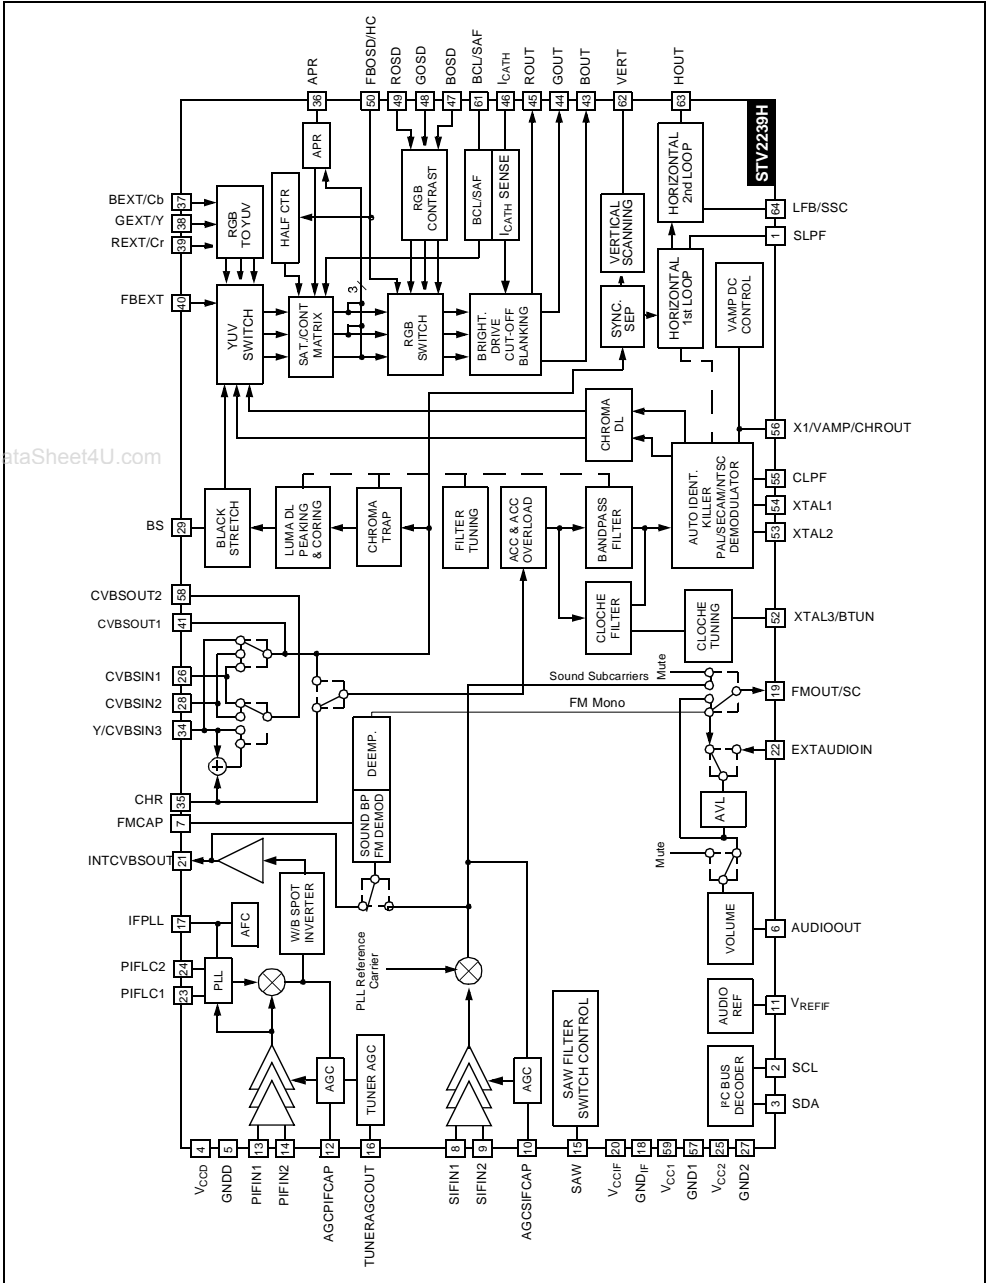 APR
FBOSD/HC
ROSD
GOSD
BOSD
BCL/SAF
ICATH
ROUT
GOUT
BOUT
VERT
HOUT
36
50
49
48
47
61
46
45
44
43
62
63
STV2239H
BEXT/Cb
37
GEXT/Y
38
REXT/Cr
39
FBEXT
40
RGB
TO YUV
HALF CTR
APR
RGB
CONTRAST
BCL/SAF
ICATH SENSE
VERTICAL
SCANNING
HORIZONTAL
2nd LOOP
64
LFB/SSC
1
SLPF
YUV
SWITCH
SAT./CONT
MATRIX
3
RGB
SWITCH
BRIGHT.
DRIVE
CUT-OFF
BLANKING
SYNC.
SEP
HORIZONTAL
1st LOOP
VAMP DC
CONTROL
CHROMA
DL
56
X1/VAMP/CHROUT
ataSheet4U.com
CLPF
55
XTAL1
54
XTAL2
53
BS
29
BLACK
STRETCH
LUMA DL
PEAKING
& CORING
CHROMA
TRAP
FILTER
TUNING
ACC & ACC
OVERLOAD
BANDPASS
FILTER
AUTO IDENT.
KILLER
PAL/SECAM/NTSC
DEMODULATOR
CVBSOUT2
58
CVBSOUT1
41
CLOCHE
FILTER
CLOCHE
TUNING
52
XTAL3/BTUN
CVBSIN1
26
CVBSIN2
28
Y/CVBSIN3
34
Sound Subcarriers
Mute
FM Mono
19
FMOUT/SC
22
EXTAUDIOIN
CHR
35
FMCAP
7
DEEMP.
SOUND BP
FM DEMOD
AVL
INTCVBSOUT
21
Mute
IFPLL
17
AFC
W/B SPOT
INVERTER
VOLUME
6
AUDIOOUT
PIFLC2
24
PIFLC1
23
PLL
PLL Reference
Carrier
AUDIO
REF
11
VREFIF
AGC
TUNER AGC
AGC
SAW FILTER
SWITCH CONTROL
I²C BUS
DECODER
2
SCL
3
SDA
4
5
13
14
12
16
8
9
10
15
20
18
59
57
25
27
VCCD
GNDD
PIFIN1
PIFIN2
AGCPIFCAP
TUNERAGCOUT
SIFIN1
SIFIN2
AGCSIFCAP
SAW
VCCIF
GNDIF
VCC1
GND1
VCC2
GND2